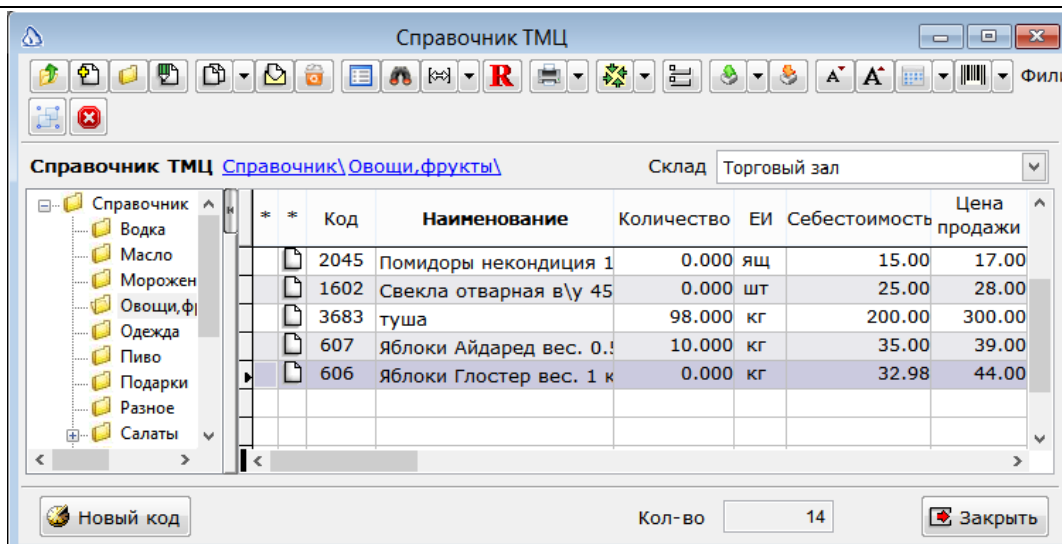 Справочник ТМЦ
R A A Фили
Справочник ТМЦ Справочник\ Овощи,фрукты\ Склад Торговый зал
Справочник
Водка
Масло
Морожен
Овощи,ф
Одежда
Пиво
Подарки
Разное
Салаты
* * Код Наименование Количество ЕИ Себестоимость Цена продажи
2045 Помидоры некондиция 1 0.000 ящ 15.00 17.00
1602 Свекла отварная в\у 45 0.000 шт 25.00 28.00
3683 туша 98.000 кг 200.00 300.00
607 Яблоки Айдаред вес. 0.5 10.000 кг 35.00 39.00
606 Яблоки Глостер вес. 1 к 0.000 кг 32.98 44.00
Новый код Кол-во 14 Закрыть